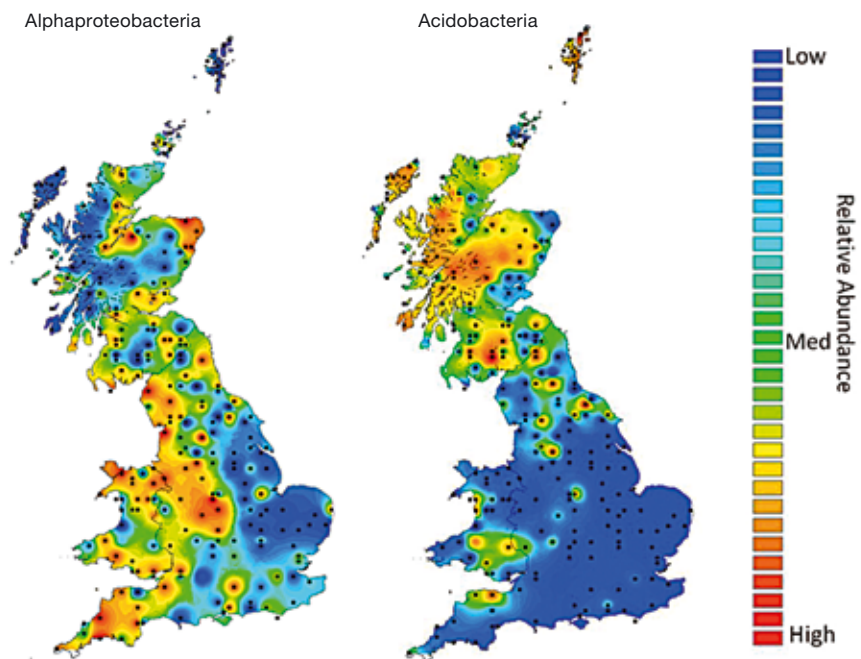 Alphaproteobacteria
Acidobacteria
Low
Med
High
Relative Abundance